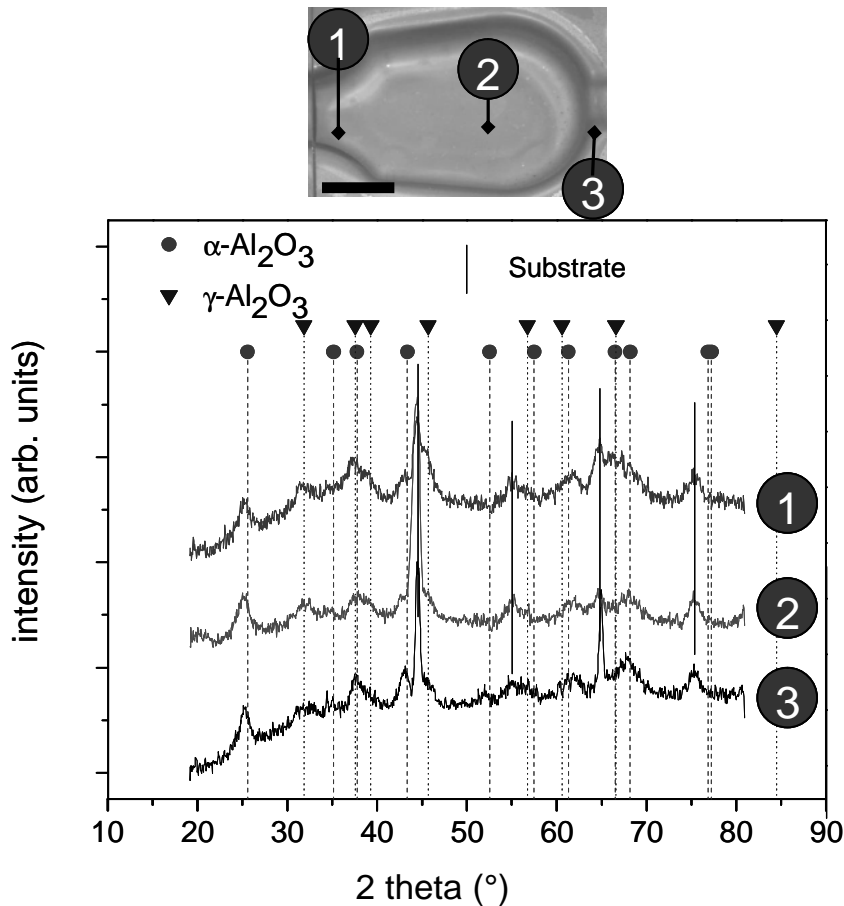 1
2
3
α-Al2O3
γ-Al2O3
Substrate
intensity (arb. units)
1
2
3
10 20 30 40 50 60 70 80 90
2 theta (°)